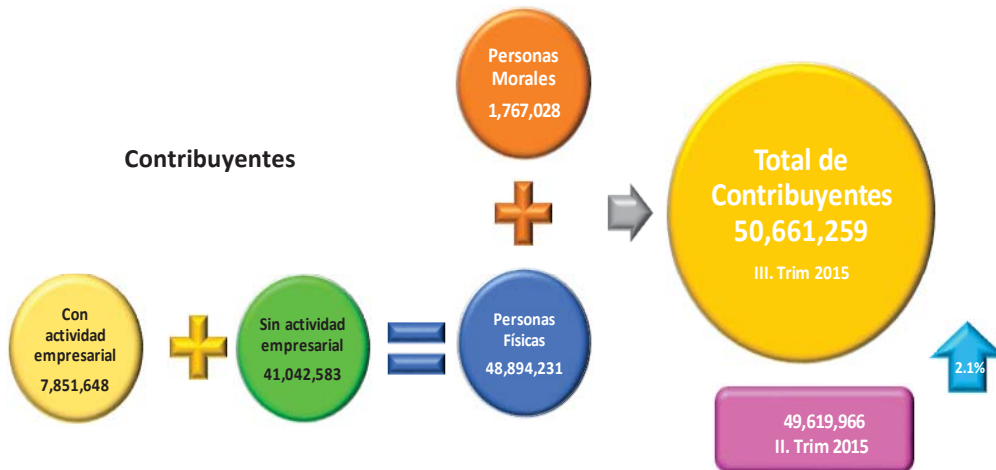 Contribuyentes
Personas
Morales
1,767,028
Con
actividad
empresarial
7,851,648
Sin actividad
empresarial
41,042,583
Personas
Físicas
48,894,231
Total de
Contribuyentes
50,661,259
III. Trim 2015
2.1%
49,619,966
II. Trim 2015